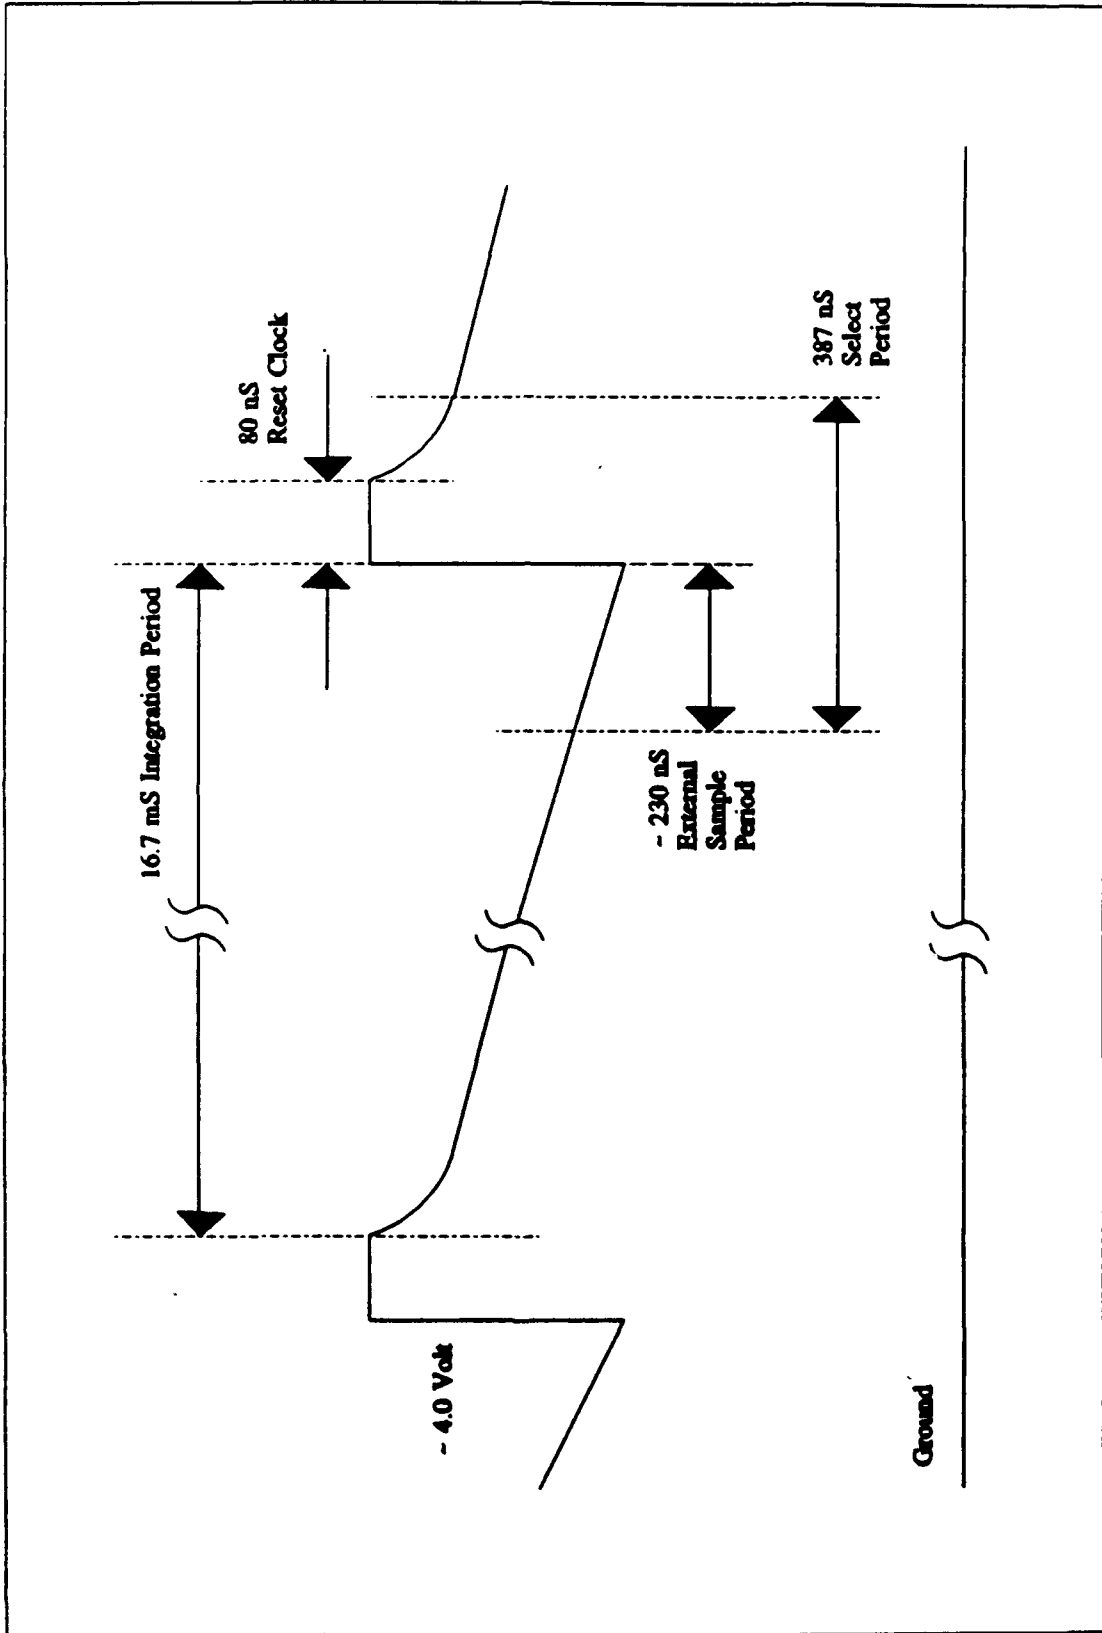 16.7 mS Integration Period
80 nS
Reset Clock
~ 4.0 Volt
~ 230 nS
External
Sample
Period
387 nS
Select
Period
Ground